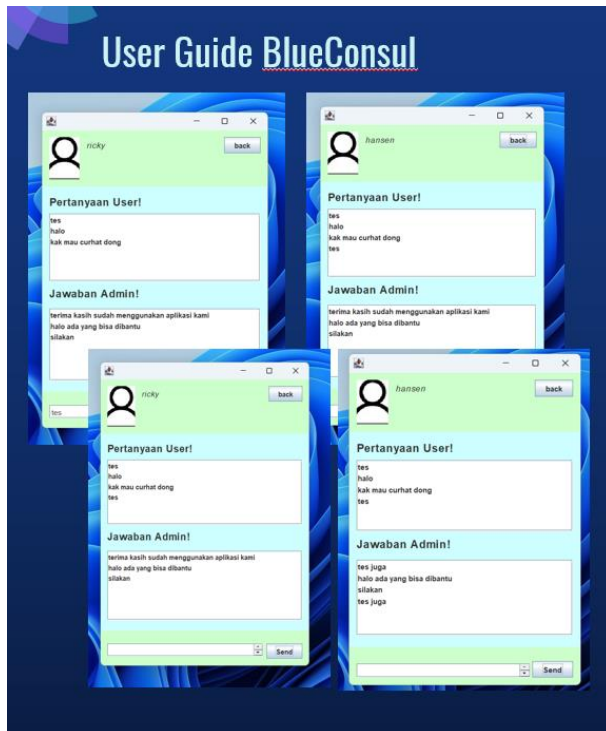 User Guide BlueConsul
ricky
back
Pertanyaan User!
tes
halo
kak mau curhat dong
Jawaban Admin!
terima kasih sudah menggunakan aplikasi kami
halo ada yang bisa dibantu
silakan
tes
hansen
back
Pertanyaan User!
tes
halo
kak mau curhat dong
tes
Jawaban Admin!
terima kasih sudah menggunakan aplikasi kami
halo ada yang bisa dibantu
silakan
ricky
back
Pertanyaan User!
tes
halo
kak mau curhat dong
tes
Jawaban Admin!
terima kasih sudah menggunakan aplikasi kami
halo ada yang bisa dibantu
silakan
Send
hansen
back
Pertanyaan User!
tes
halo
kak mau curhat dong
tes
Jawaban Admin!
tes juga
halo ada yang bisa dibantu
silakan
tes juga
Send